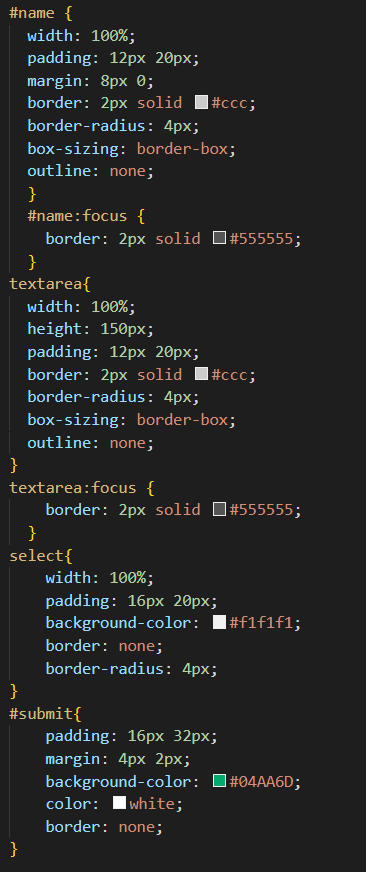 #name {
  width: 100%;
  padding: 12px 20px;
  margin: 8px 0;
  border: 2px solid #ccc;
  border-radius: 4px;
  box-sizing: border-box;
  outline: none;
  }
  #name:focus {
    border: 2px solid #555555;
  }
textarea{
  width: 100%;
  height: 150px;
  padding: 12px 20px;
  border: 2px solid #ccc;
  border-radius: 4px;
  box-sizing: border-box;
  outline: none;
}
textarea:focus {
    border: 2px solid #555555;
  }
select{
    width: 100%;
    padding: 16px 20px;
    background-color: #f1f1f1;
    border: none;
    border-radius: 4px;
}
#submit{
    padding: 16px 32px;
    margin: 4px 2px;
    background-color: #04AA6D;
    color: white;
    border: none;
}